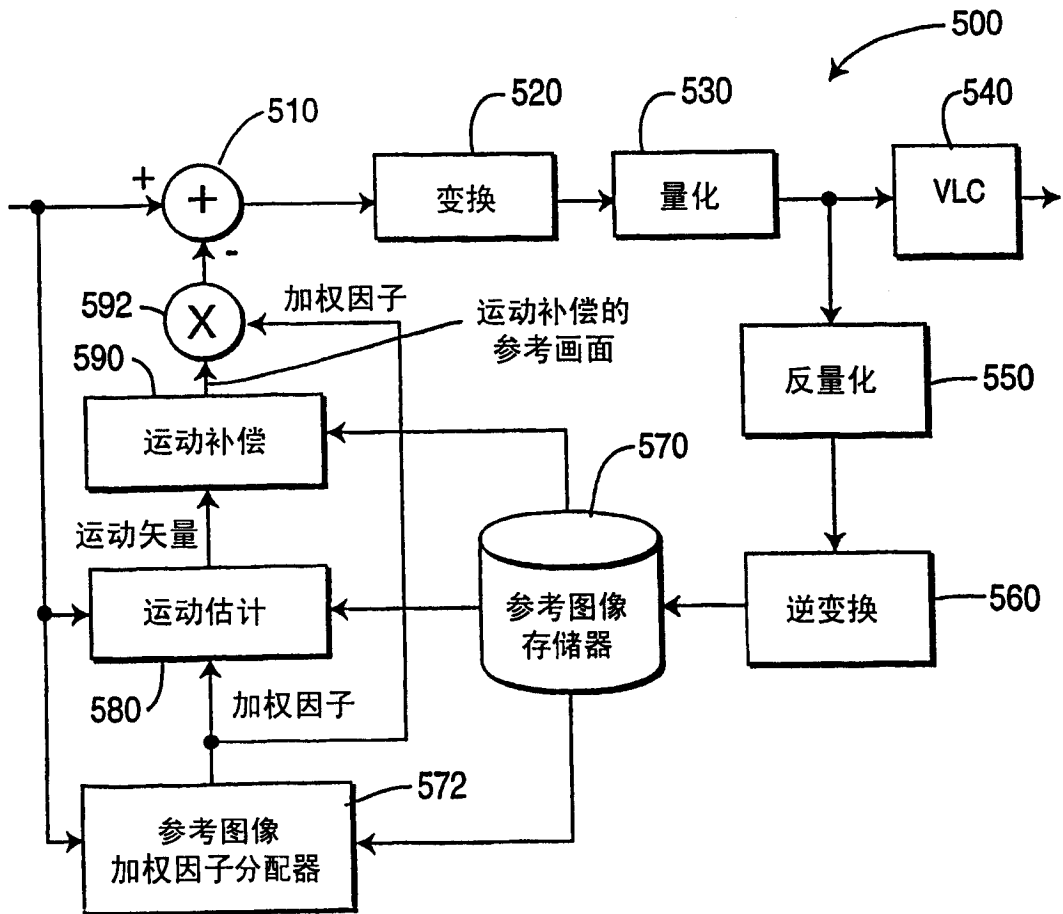 500
510
520
530
540
+
+
-
变换
量化
VLC
592
X
加权因子
运动补偿的
参考画面
590
运动补偿
反量化
550
570
运动矢量
运动估计
580
参考图像
存储器
逆变换
560
加权因子
572
参考图像
加权因子分配器